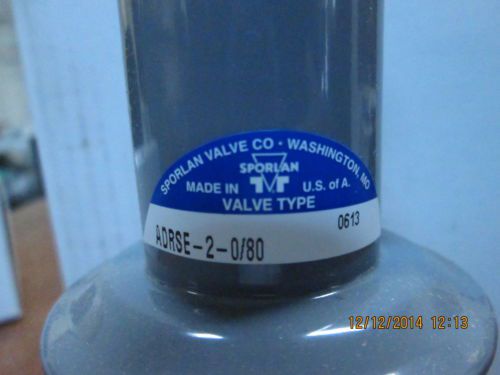 SPORLAN VALVE CO · WASHINGTON, MO
SPORLAN
MADE IN U.S. of A.
VALVE TYPE
0613
ADRSE-2-0/80
12/12/2014 12:13